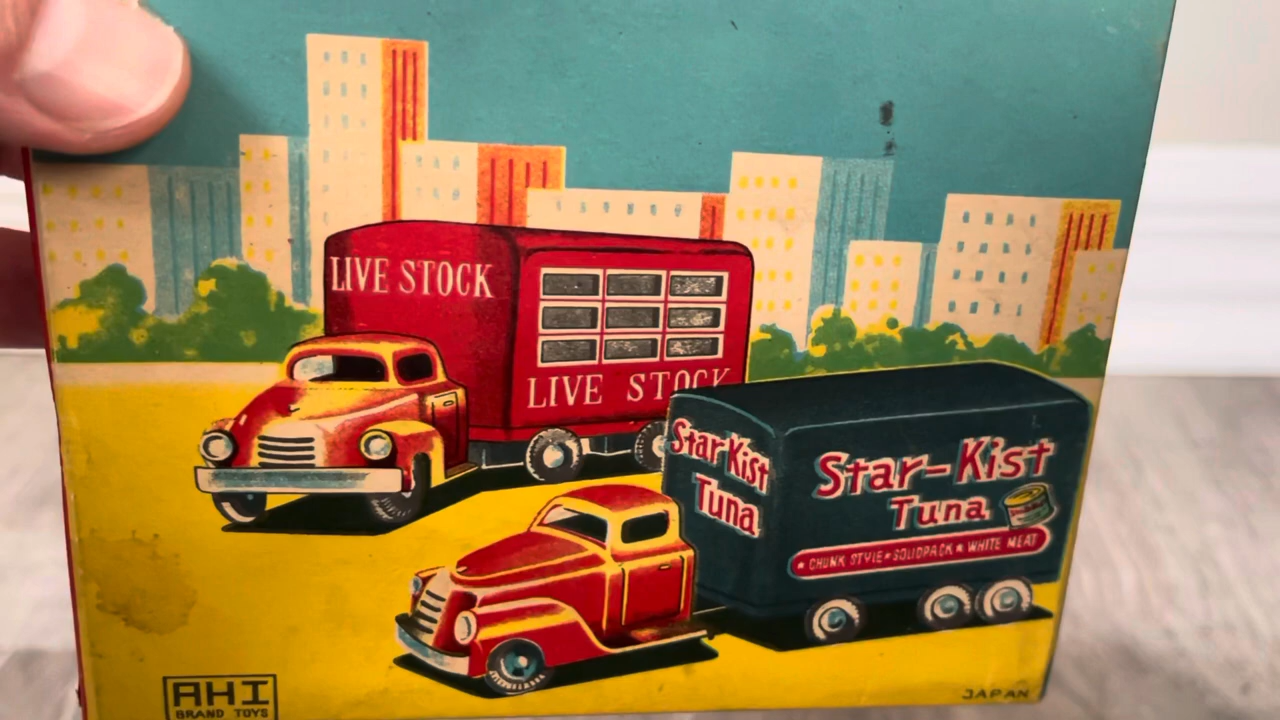 LIVE STOCK
LIVE STOCK
Star-Kist
Tuna
Star-Kist
Tuna
★ CHUNK STYLE ★ SOLIDPACK ★ WHITE MEAT
AHI
BRAND TOYS
JAPAN